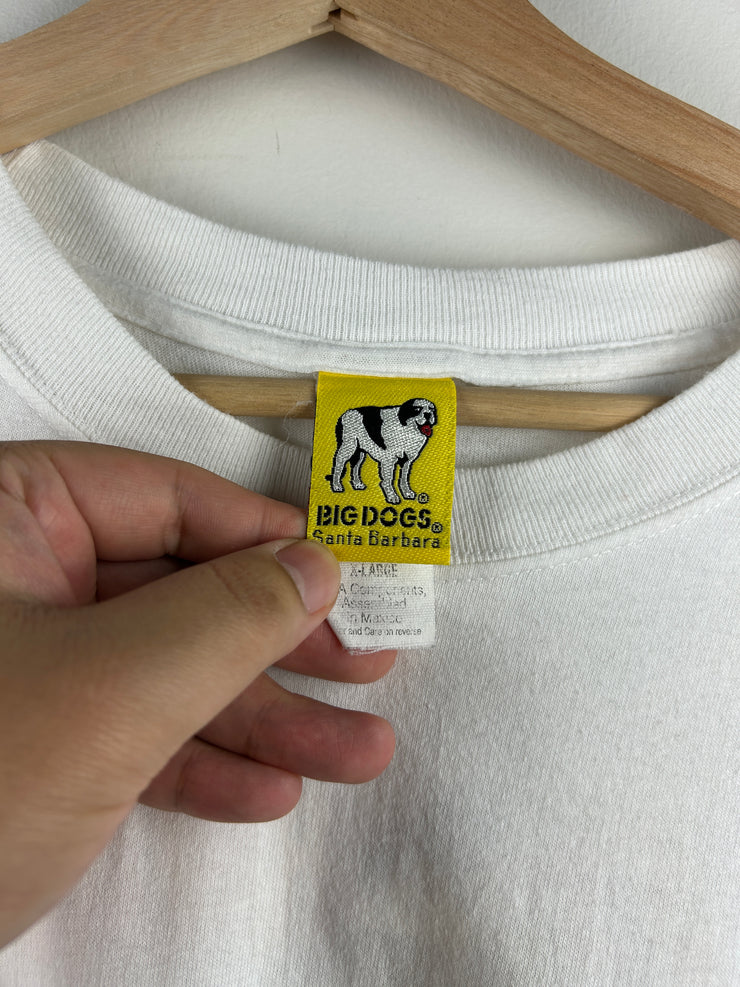 BIG DOGS®
Santa Barbara
X-LARGE
A Components,
Assembled
in Mexico
and Care on reverse